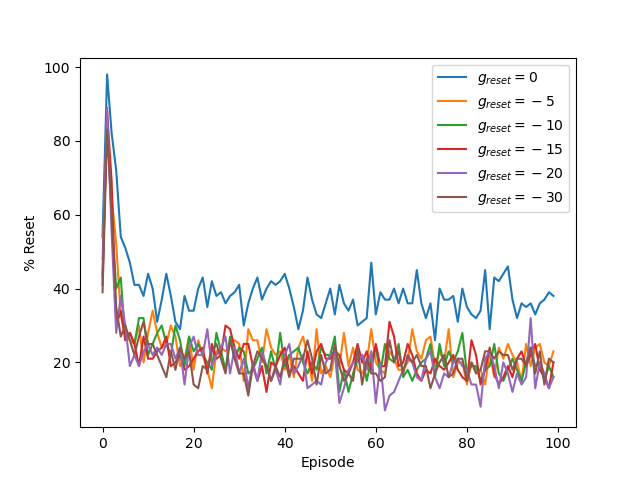 % Reset
100
80
60
40
20
0 20 40 60 80 100
Episode
g_reset = 0
g_reset = − 5
g_reset = − 10
g_reset = − 15
g_reset = − 20
g_reset = − 30